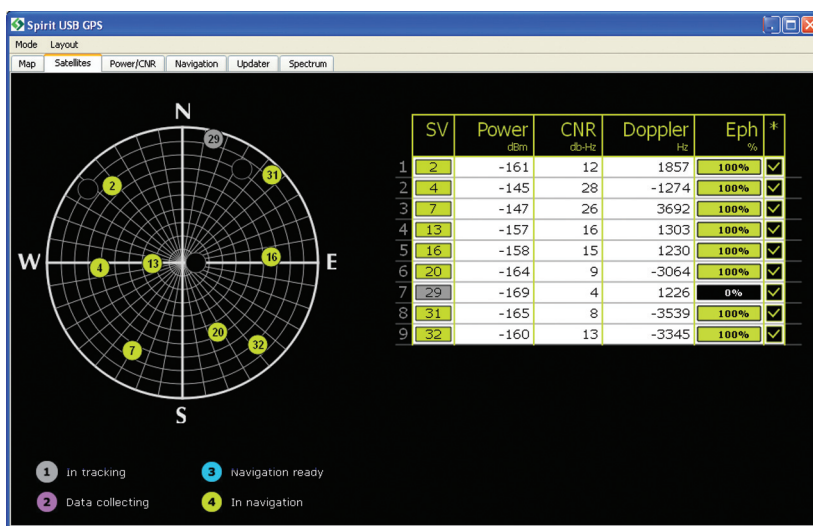 Spirit USB GPS
Mode Layout
Map Satellites Power/CNR Navigation Updater Spectrum
N
29
31
2
W 4 13 16 E
20
32
7
S
SV Power dBm CNR db-Hz Doppler Hz Eph % *
1 2 -161 12 1857 100%
2 4 -145 28 -1274 100%
3 7 -147 26 3692 100%
4 13 -157 16 1303 100%
5 16 -158 15 1230 100%
6 20 -164 9 -3064 100%
7 29 -169 4 1226 0%
8 31 -165 8 -3539 100%
9 32 -160 13 -3345 100%
1 In tracking 3 Navigation ready
2 Data collecting 4 In navigation